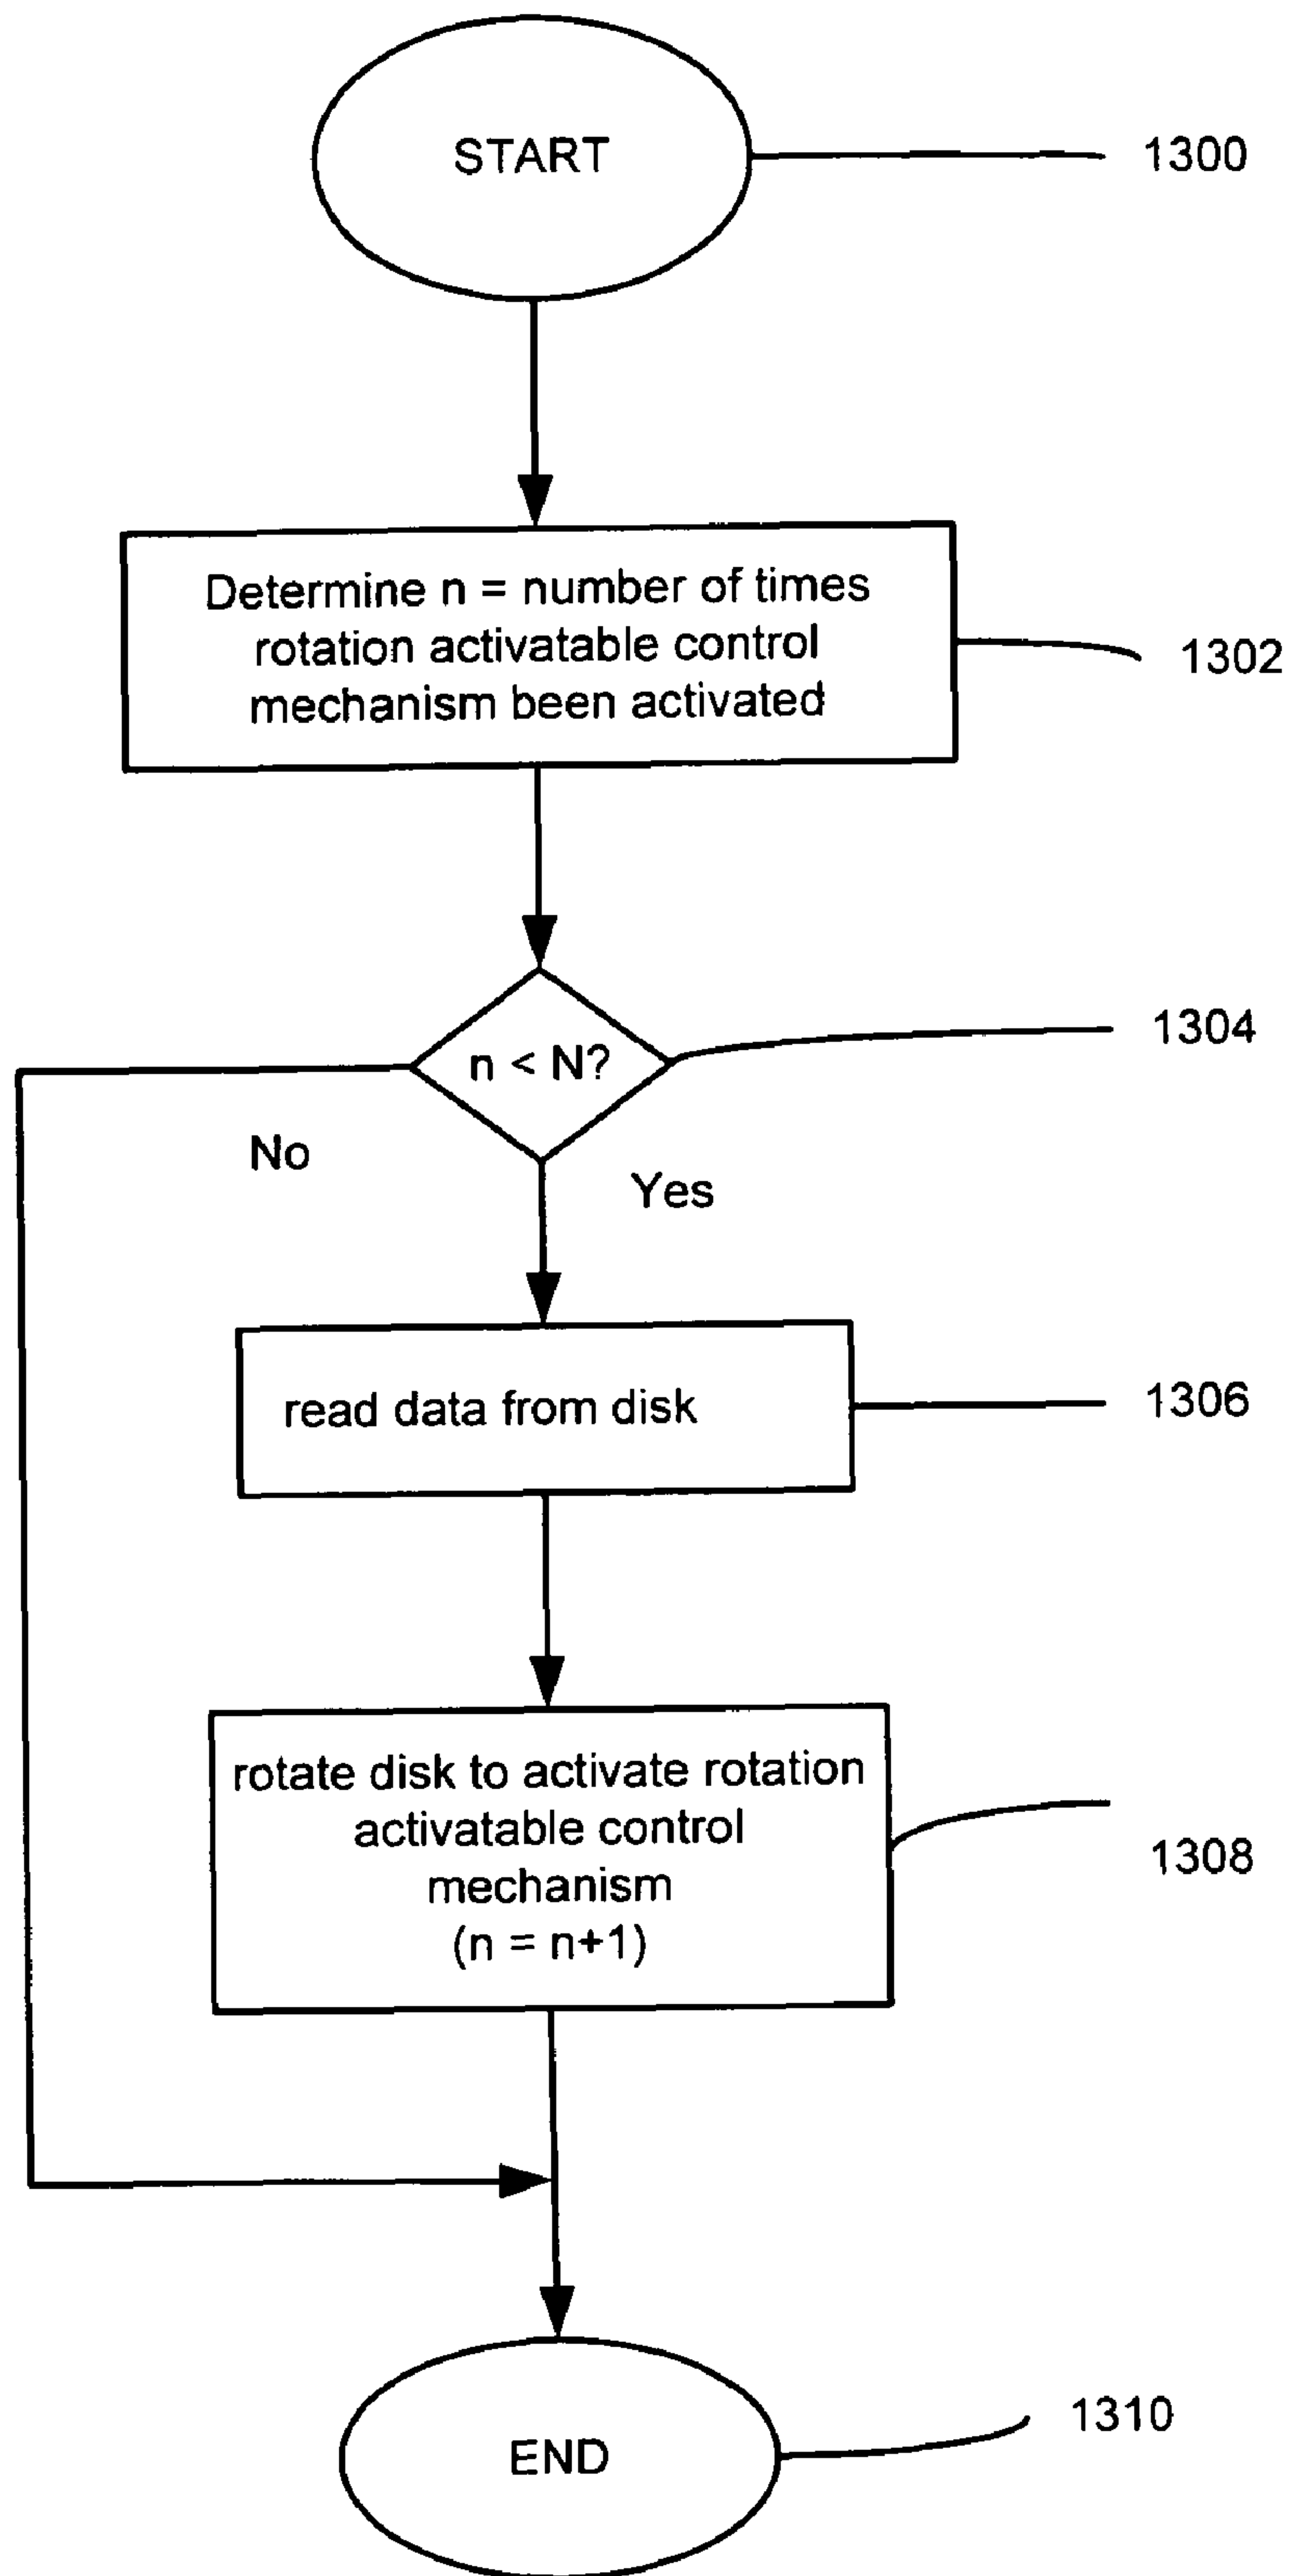 START
1300
Determine n = number of times
rotation activatable control
mechanism been activated
1302
n < N?
1304
No
Yes
read data from disk
1306
rotate disk to activate rotation
activatable control
mechanism
(n = n+1)
1308
END
1310